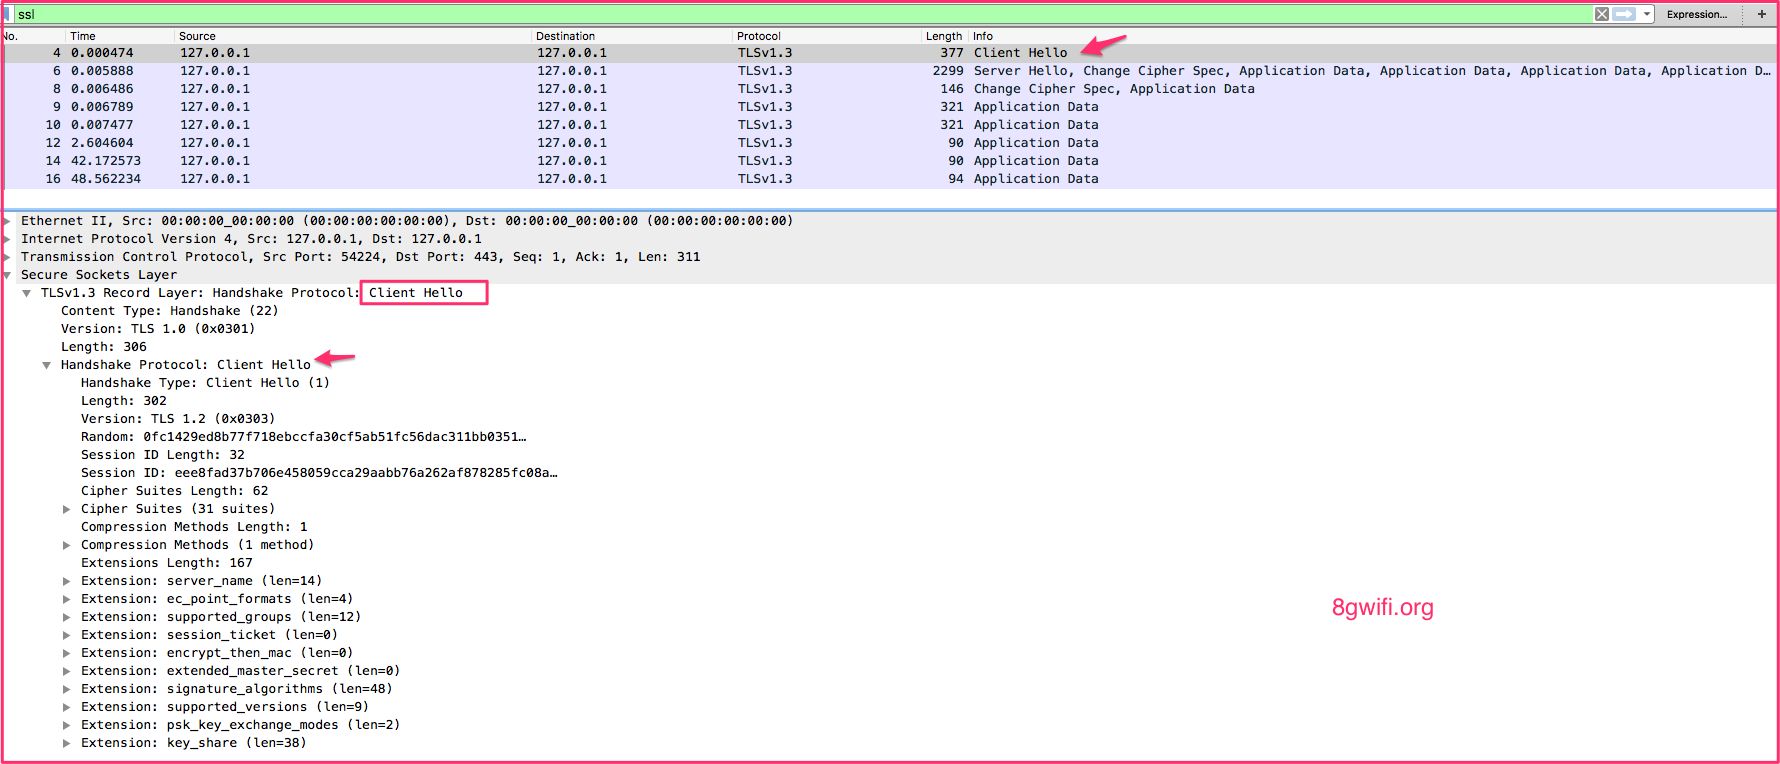 ssl Expression... +
No. Time Source Destination Protocol Length Info
4 0.000474 127.0.0.1 127.0.0.1 TLSv1.3 377 Client Hello
6 0.005888 127.0.0.1 127.0.0.1 TLSv1.3 2299 Server Hello, Change Cipher Spec, Application Data, Application Data, Application Data, Application D…
8 0.006486 127.0.0.1 127.0.0.1 TLSv1.3 146 Change Cipher Spec, Application Data
9 0.006789 127.0.0.1 127.0.0.1 TLSv1.3 321 Application Data
10 0.007477 127.0.0.1 127.0.0.1 TLSv1.3 321 Application Data
12 2.604604 127.0.0.1 127.0.0.1 TLSv1.3 90 Application Data
14 42.172573 127.0.0.1 127.0.0.1 TLSv1.3 90 Application Data
16 48.562234 127.0.0.1 127.0.0.1 TLSv1.3 94 Application Data
Ethernet II, Src: 00:00:00_00:00:00 (00:00:00:00:00:00), Dst: 00:00:00_00:00:00 (00:00:00:00:00:00)
Internet Protocol Version 4, Src: 127.0.0.1, Dst: 127.0.0.1
Transmission Control Protocol, Src Port: 54224, Dst Port: 443, Seq: 1, Ack: 1, Len: 311
Secure Sockets Layer
TLSv1.3 Record Layer: Handshake Protocol: Client Hello
Content Type: Handshake (22)
Version: TLS 1.0 (0x0301)
Length: 306
Handshake Protocol: Client Hello
Handshake Type: Client Hello (1)
Length: 302
Version: TLS 1.2 (0x0303)
Random: 0fc1429ed8b77f718ebccfa30cf5ab51fc56dac311bb0351…
Session ID Length: 32
Session ID: eee8fad37b706e458059cca29aabb76a262af878285fc08a…
Cipher Suites Length: 62
Cipher Suites (31 suites)
Compression Methods Length: 1
Compression Methods (1 method)
Extensions Length: 167
Extension: server_name (len=14)
Extension: ec_point_formats (len=4)
Extension: supported_groups (len=12)
Extension: session_ticket (len=0)
Extension: encrypt_then_mac (len=0)
Extension: extended_master_secret (len=0)
Extension: signature_algorithms (len=48)
Extension: supported_versions (len=9)
Extension: psk_key_exchange_modes (len=2)
Extension: key_share (len=38)
8gwifi.org